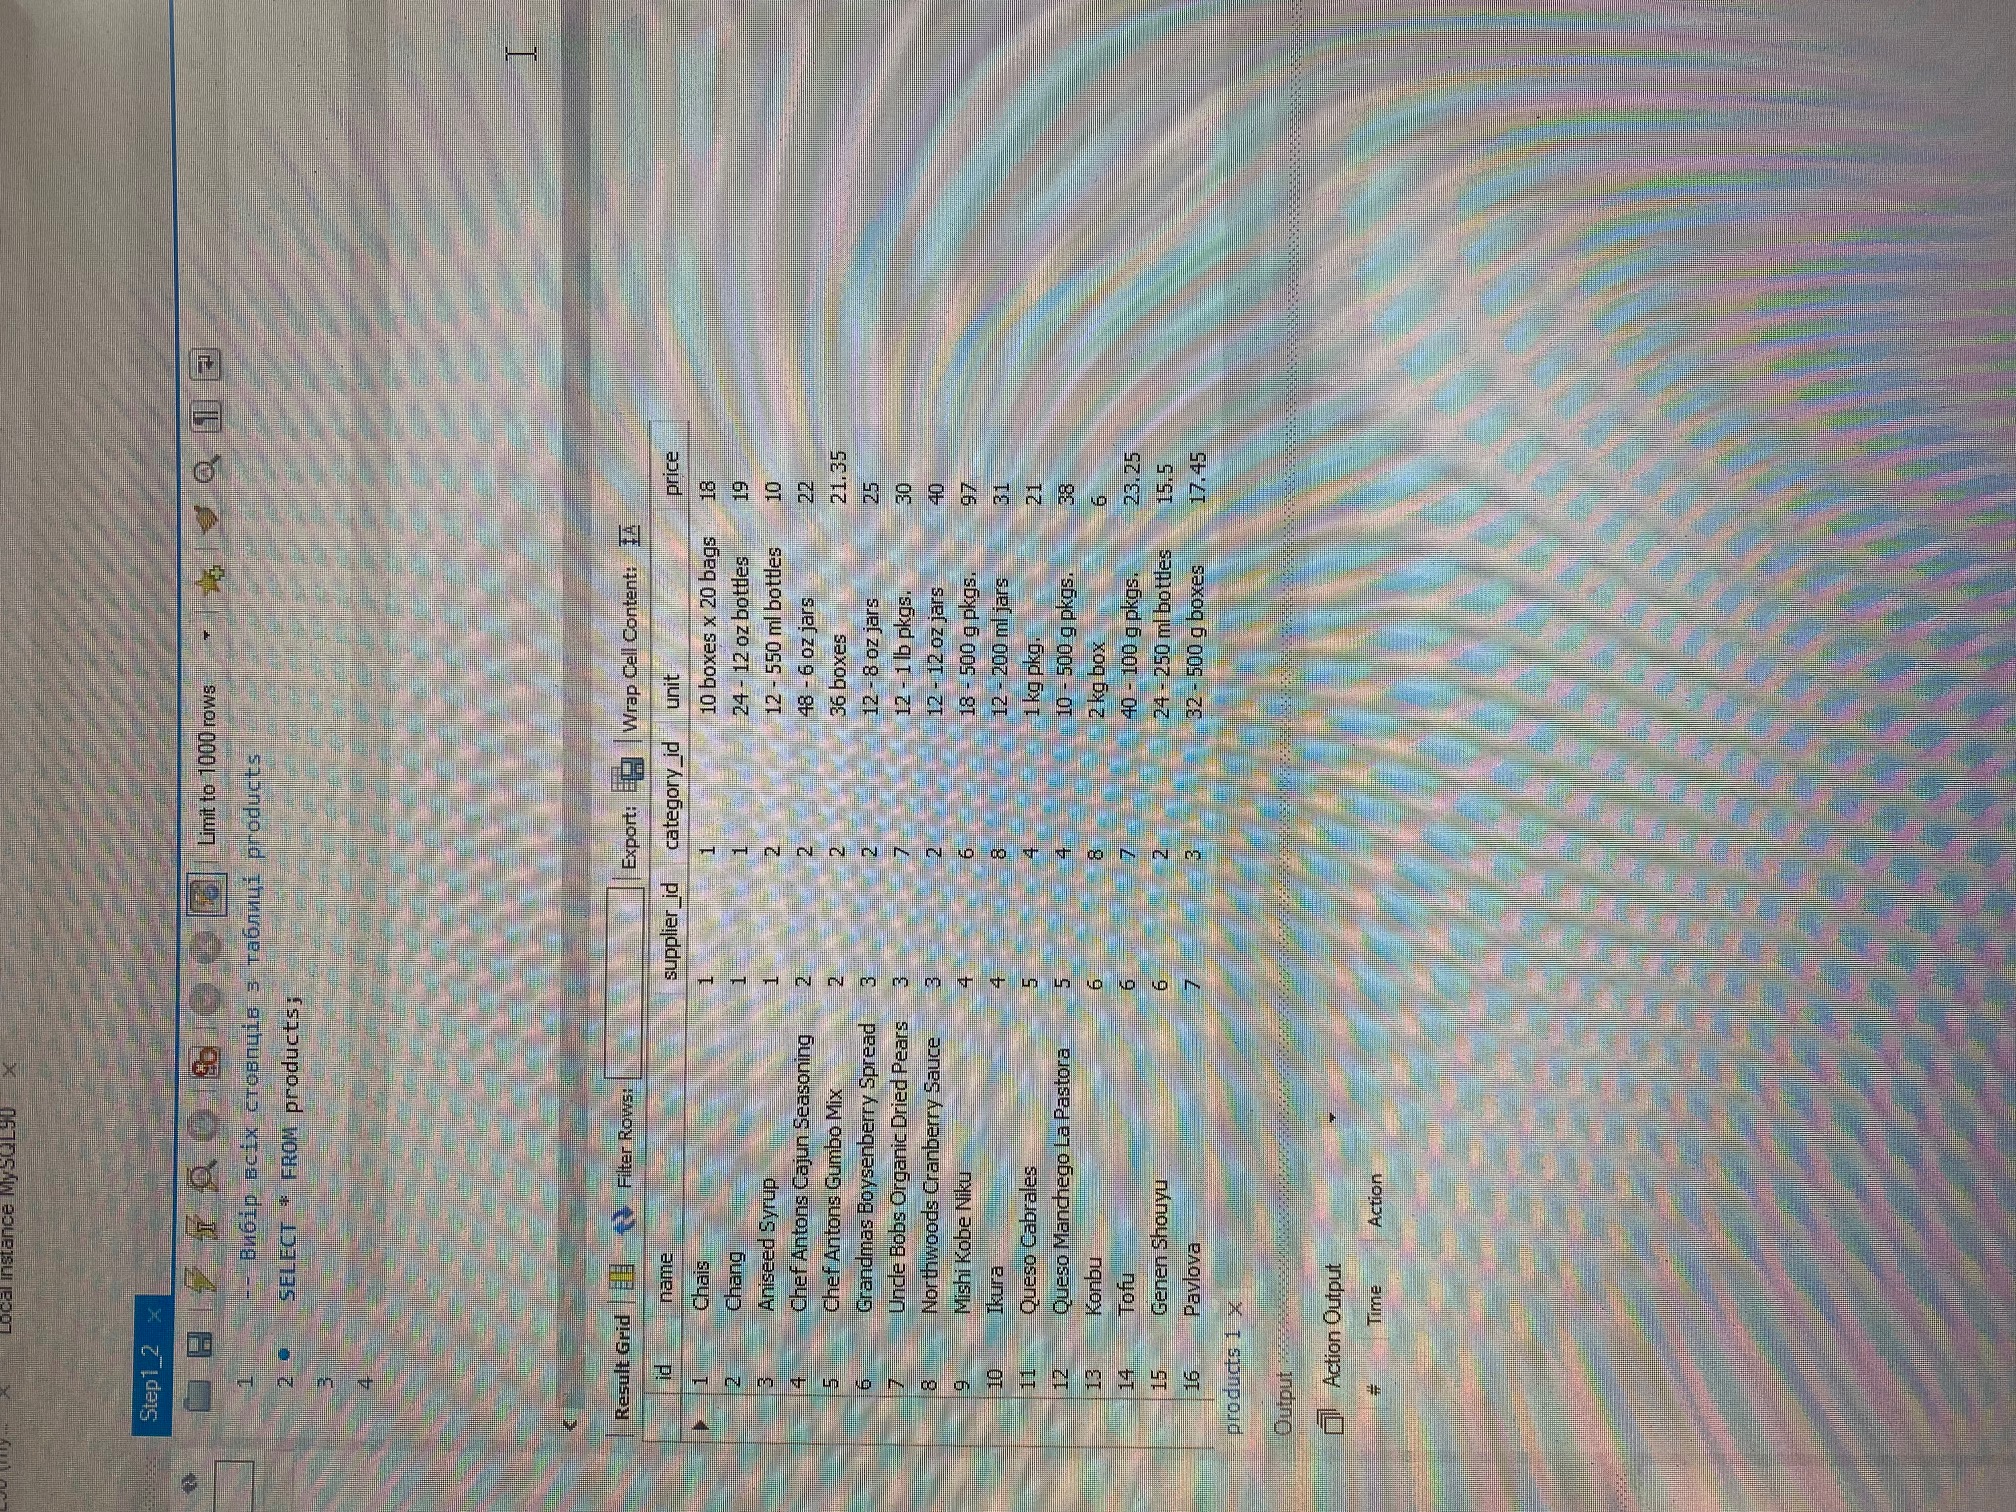 Local instance MySQL90
Step1_2
Limit to 1000 rows
1 -- Вибір всіх стовпців з таблиці products
2 SELECT * FROM products;
3
4
Result Grid Filter Rows: Export: Wrap Cell Content:
id name supplier_id category_id unit price
1 Chais 1 1 10 boxes x 20 bags 18
2 Chang 1 1 24 - 12 oz bottles 19
3 Aniseed Syrup 1 2 12 - 550 ml bottles 10
4 Chef Antons Cajun Seasoning 2 2 48 - 6 oz jars 22
5 Chef Antons Gumbo Mix 2 2 36 boxes 21.35
6 Grandmas Boysenberry Spread 3 2 12 - 8 oz jars 25
7 Uncle Bobs Organic Dried Pears 3 7 12 - 1 lb pkgs. 30
8 Northwoods Cranberry Sauce 3 2 12 - 12 oz jars 40
9 Mishi Kobe Niku 4 6 18 - 500 g pkgs. 97
10 Ikura 4 8 12 - 200 ml jars 31
11 Queso Cabrales 5 4 1 kg pkg. 21
12 Queso Manchego La Pastora 5 4 10 - 500 g pkgs. 38
13 Konbu 6 8 2 kg box 6
14 Tofu 6 7 40 - 100 g pkgs. 23.25
15 Genen Shouyu 6 2 24 - 250 ml bottles 15.5
16 Pavlova 7 3 32 - 500 g boxes 17.45
products 1
Output
Action Output
# Time Action